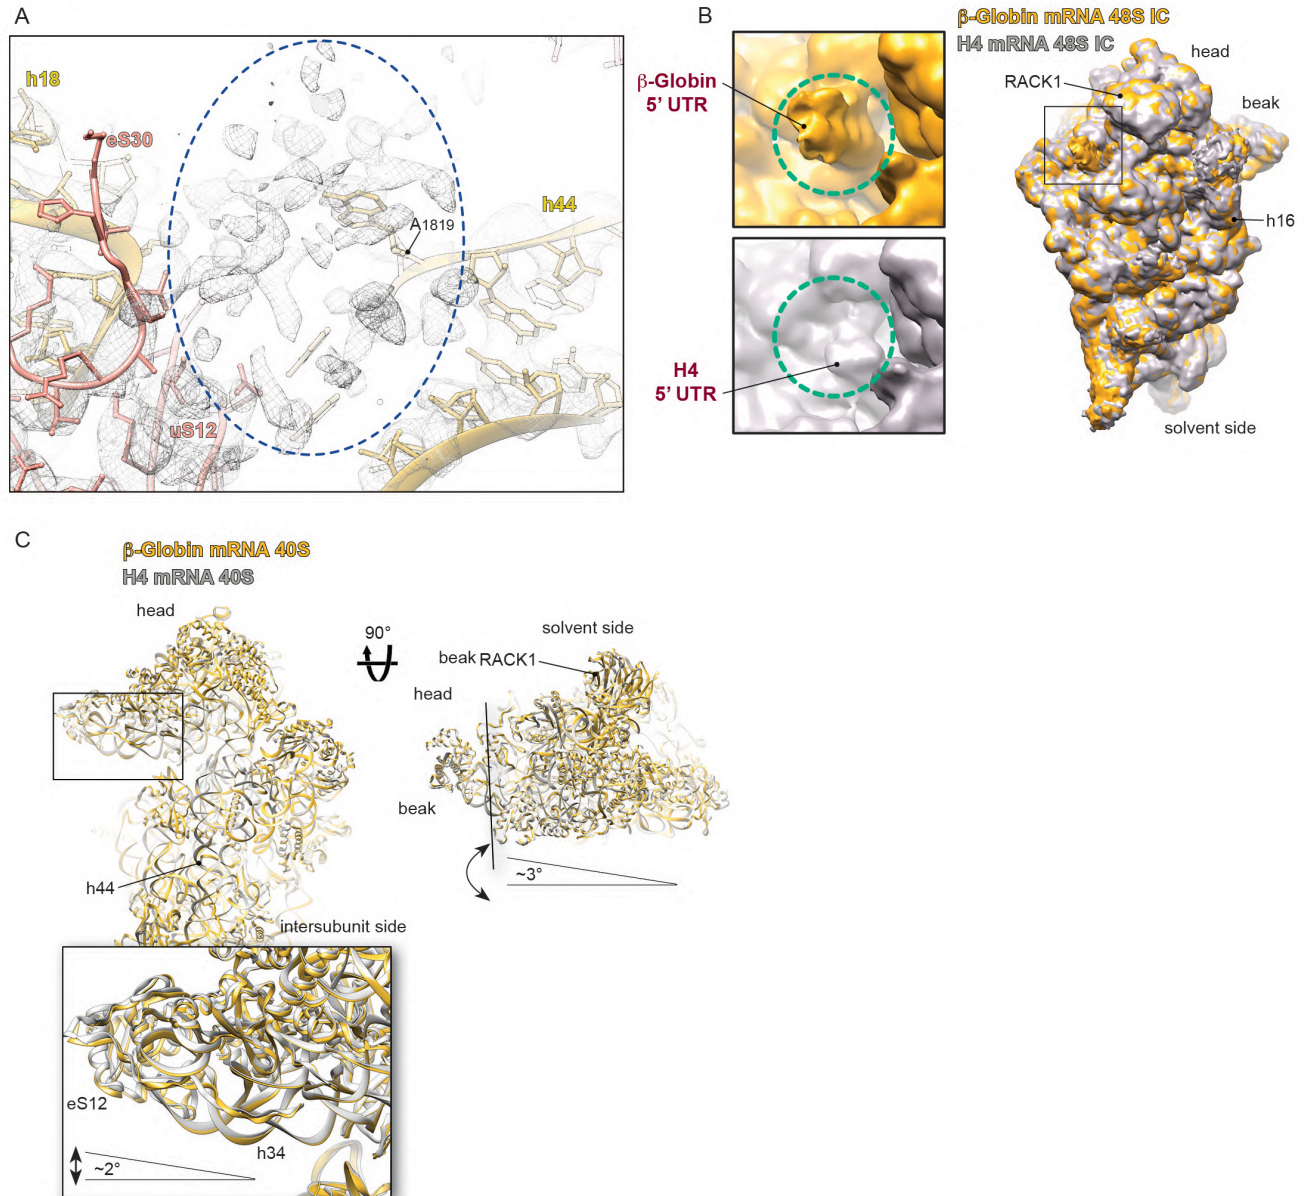 A
h18
eS30
h44
A1819
uS12
B
β-Globin mRNA 48S IC
H4 mRNA 48S IC
β-Globin
5’ UTR
H4
5’ UTR
head
RACK1
beak
h16
solvent side
C
β-Globin mRNA 40S
H4 mRNA 40S
head
90°
solvent side
beak RACK1
head
beak
~3°
h44
intersubunit side
eS12
h34
~2°